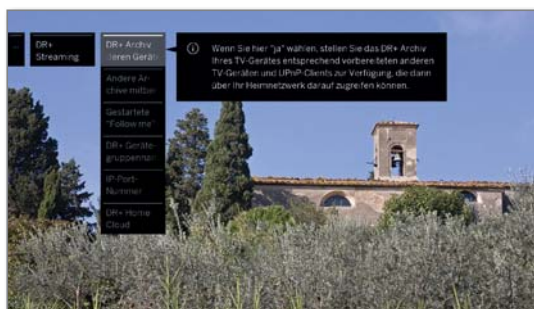 DR+
Streaming
DR+ Archiv
deren Gerät
Andere Ar-
chive mitbe
Gestartete
"Follow me"
DR+ Geräte-
gruppennam
IP-Port-
Nummer
DR+ Home
Cloud
Wenn Sie hier "ja" wählen, stellen Sie das DR+ Archiv
Ihres TV-Gerätes entsprechend vorbereiteten anderen
TV-Geräten und UPnP-Clients zur Verfügung, die dann
über Ihr Heimnetzwerk darauf zugreifen können.